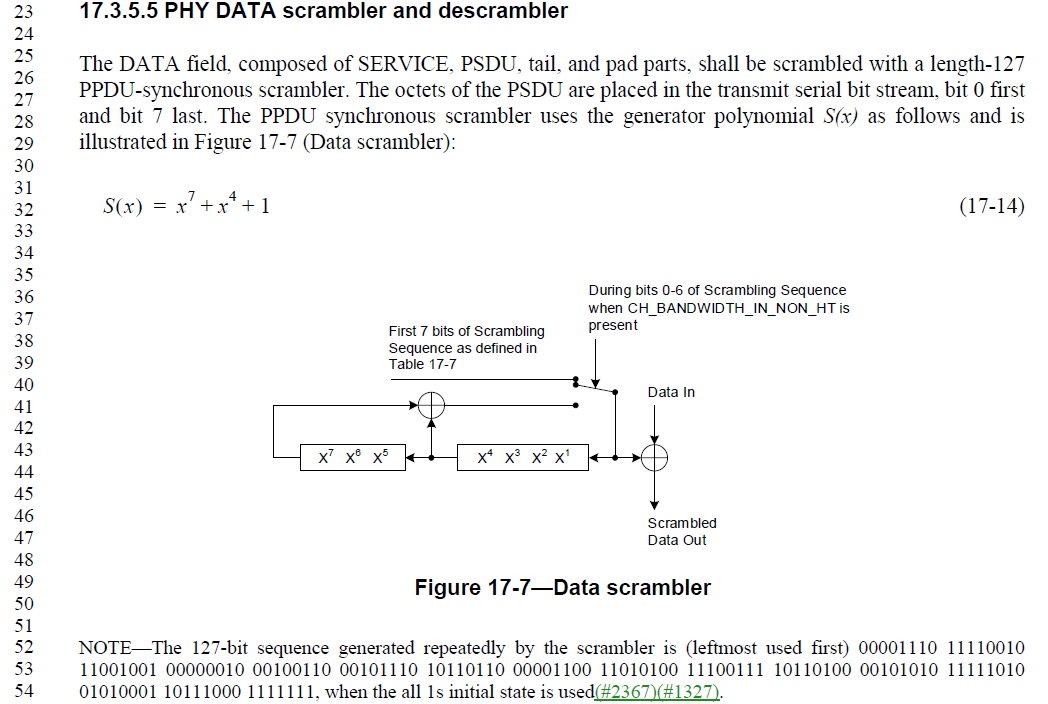 23 17.3.5.5 PHY DATA scrambler and descrambler
24
25 The DATA field, composed of SERVICE, PSDU, tail, and pad parts, shall be scrambled with a length-127
26 PPDU-synchronous scrambler. The octets of the PSDU are placed in the transmit serial bit stream, bit 0 first
27
28 and bit 7 last. The PPDU synchronous scrambler uses the generator polynomial S(x) as follows and is
29 illustrated in Figure 17-7 (Data scrambler):
30
31
32 S(x) = x⁷ + x⁴ + 1 (17-14)
33
34
35
36 During bits 0-6 of Scrambling Sequence
37 when CH_BANDWIDTH_IN_NON_HT is
present
38 First 7 bits of Scrambling
Sequence as defined in
39 Table 17-7
40 Data In
41
42
43 X⁷ X⁶ X⁵ X⁴ X³ X² X¹
44
45
46 Scrambled
47 Data Out
48
49 Figure 17-7—Data scrambler
50
51
52 NOTE—The 127-bit sequence generated repeatedly by the scrambler is (leftmost used first) 00001110 11110010
53 11001001 00000010 00100110 00101110 10110110 00001100 11010100 11100111 10110100 00101010 11111010
54 01010001 10111000 1111111, when the all 1s initial state is used(#2367)(#1327).